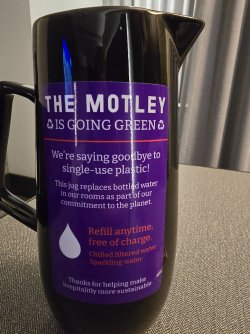 THE MOTLEY
♻ IS GOING GREEN ♻
We're saying goodbye to
single-use plastic!
This jug replaces bottled water
in our rooms as part of our
commitment to the planet.
Refill anytime,
free of charge.
Chilled filtered water
Sparkling water
Thanks for helping make
hospitality more sustainable